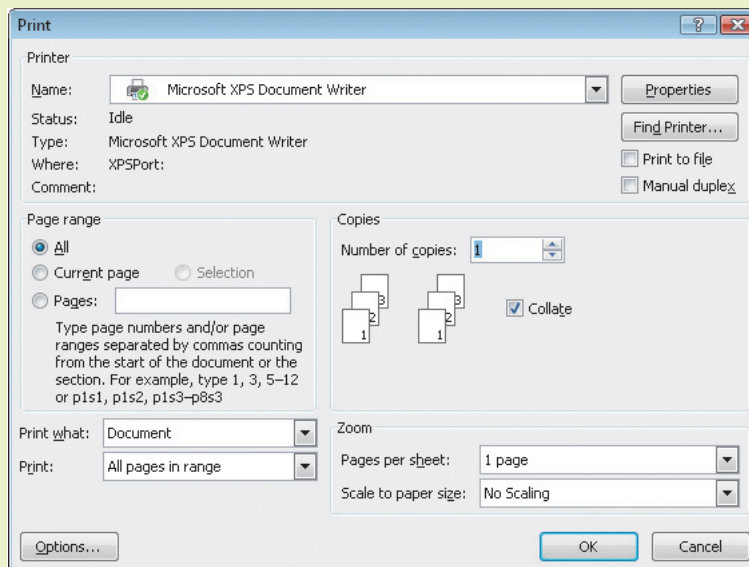 Print
Printer
Name: Microsoft XPS Document Writer
Properties
Status: Idle
Find Printer...
Type: Microsoft XPS Document Writer
Where: XPSPort:
Print to file
Comment:
Manual duplex
Page range
All
Current page Selection
Pages:
Type page numbers and/or page
ranges separated by commas counting
from the start of the document or the
section. For example, type 1, 3, 5–12
or p1s1, p1s2, p1s3–p8s3
Copies
Number of copies: 1
3 3
2 2
1 1
Collate
Print what: Document
Print: All pages in range
Zoom
Pages per sheet: 1 page
Scale to paper size: No Scaling
Options... OK Cancel